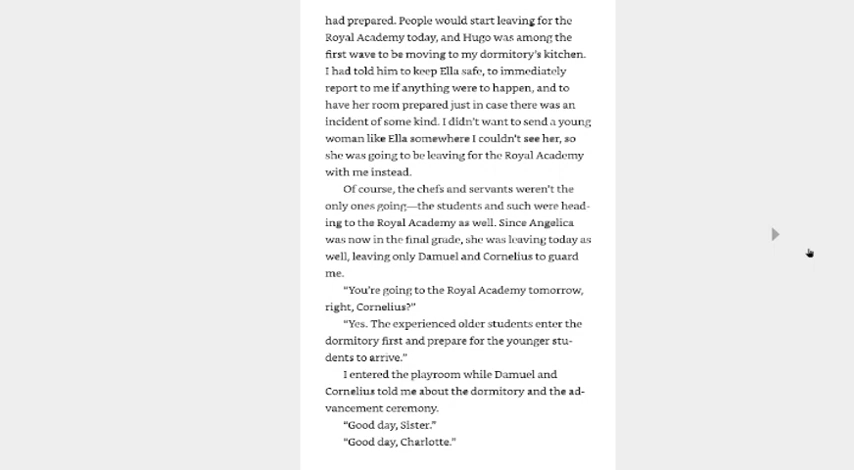 had prepared. People would start leaving for the
Royal Academy today, and Hugo was among the
first wave to be moving to my dormitory's kitchen.
I had told him to keep Ella safe, to immediately
report to me if anything were to happen, and to
have her room prepared just in case there was an
incident of some kind. I didn't want to send a young
woman like Ella somewhere I couldn't see her, so
she was going to be leaving for the Royal Academy
with me instead.
Of course, the chefs and servants weren't the
only ones going—the students and such were head-
ing to the Royal Academy as well. Since Angelica
was now in the final grade, she was leaving today as
well, leaving only Damuel and Cornelius to guard
me.
“You're going to the Royal Academy tomorrow,
right, Cornelius?”
“Yes. The experienced older students enter the
dormitory first and prepare for the younger stu-
dents to arrive.”
I entered the playroom while Damuel and
Cornelius told me about the dormitory and the ad-
vancement ceremony.
“Good day, Sister.”
“Good day, Charlotte.”